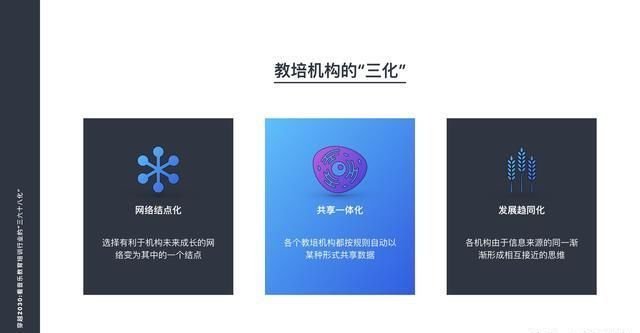 教培机构的“三化”
网络结点化
选择有利于机构未来成长的网
络变为其中的一个结点
共享一体化
各个教培机构都按规则自动以
某种形式共享数据
发展趋同化
各机构由于信息来源的同一渐
渐形成相互接近的思维
穿越2030:看音乐教育培训行业的“三六十八化”